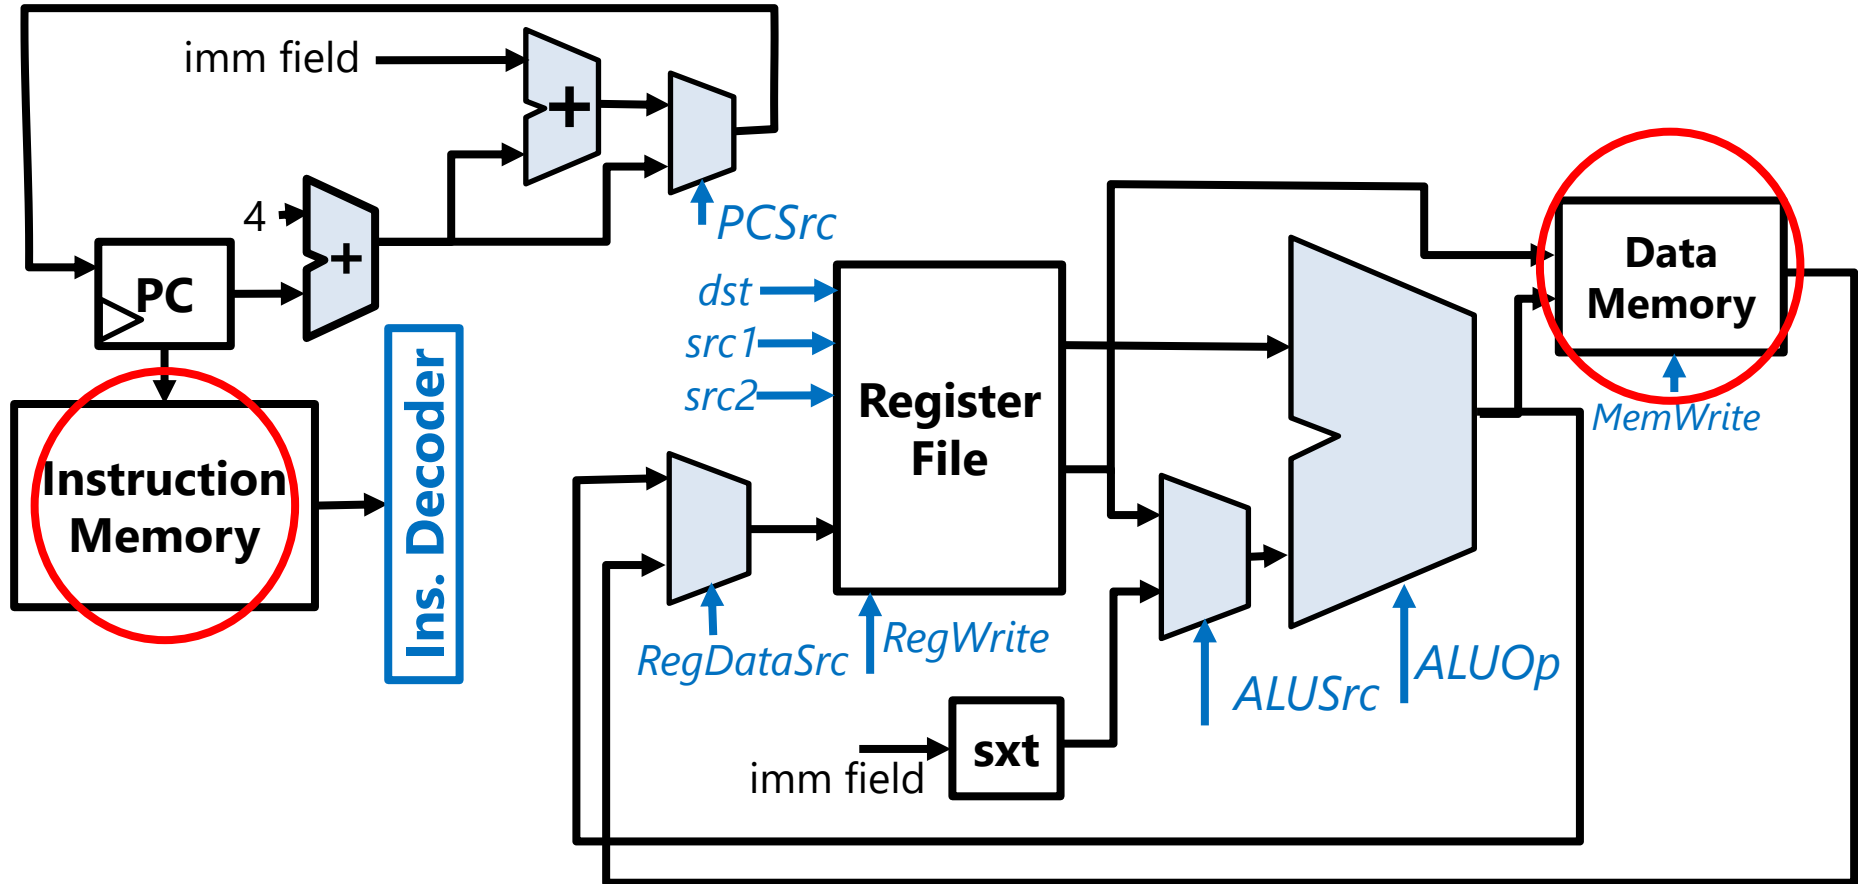 imm field
+
PCSrc
4
+
PC
dst
src1
src2
Register
File
Data
Memory
MemWrite
Instruction
Memory
Ins. Decoder
RegDataSrc
RegWrite
ALUSrc
ALUOp
sxt
imm field